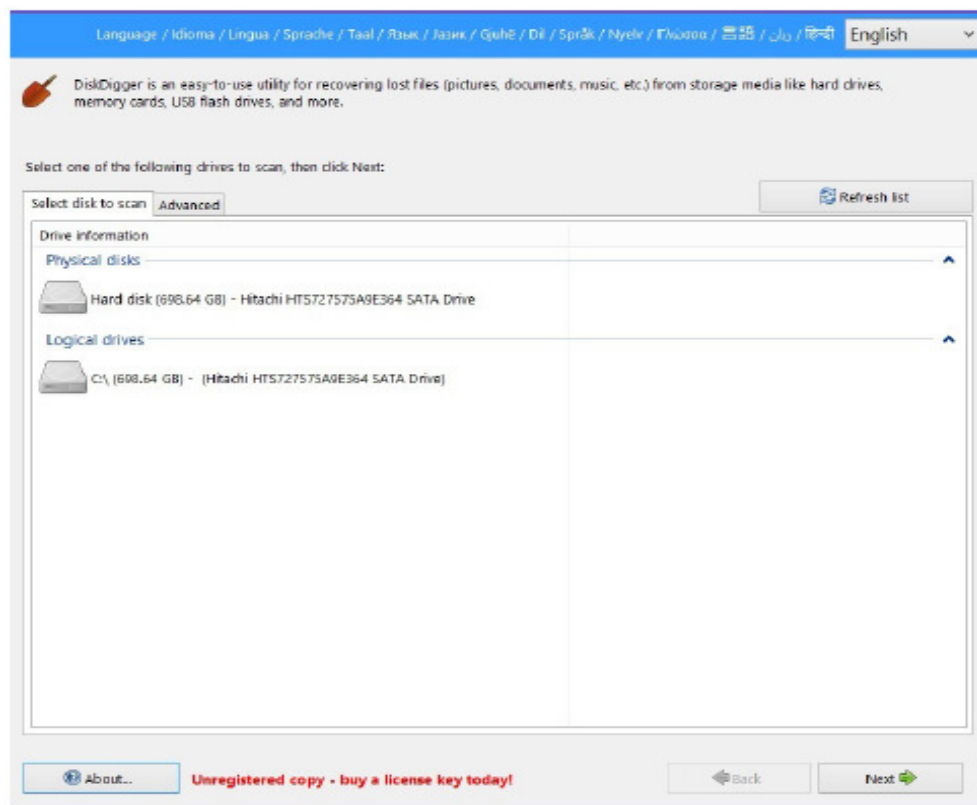 Language / Idioma / Lingua / Sprache / Taal / Язык / Јазик / Gjuhë / Dil / Språk / Nyelv / Γλώσσα / 言語 / زبان / हिन्दी English
DiskDigger is an easy-to-use utility for recovering lost files (pictures, documents, music, etc.) from storage media like hard drives,
memory cards, USB flash drives, and more.
Select one of the following drives to scan, then click Next:
Refresh list
Select disk to scan Advanced
Drive information
Physical disks
Hard disk (698.64 GB) - Hitachi HTS727575A9E364 SATA Drive
Logical drives
C:\, (698.64 GB) - (Hitachi HTS727575A9E364 SATA Drive)
About... Unregistered copy - buy a license key today! Back Next